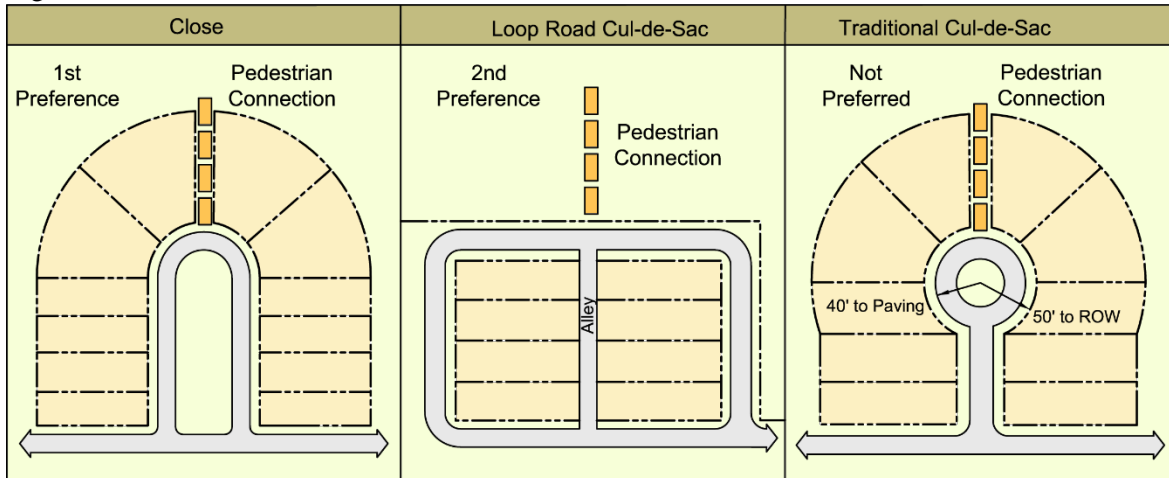 Close
Loop Road Cul-de-Sac
Traditional Cul-de-Sac
1st
Preference
Pedestrian
Connection
2nd
Preference
Pedestrian
Connection
Alley
Not
Preferred
Pedestrian
Connection
40' to Paving
50' to ROW